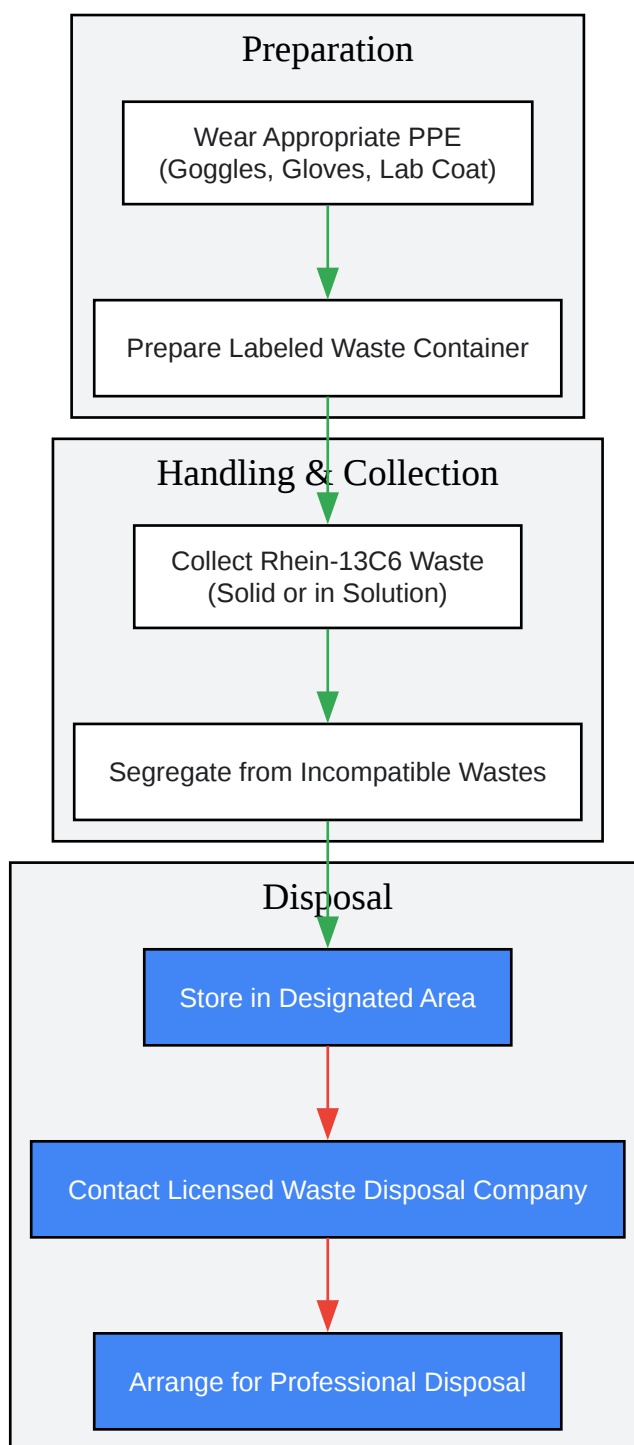 Preparation
Wear Appropriate PPE
(Goggles, Gloves, Lab Coat)
Prepare Labeled Waste Container
Handling & Collection
Collect Rhein-13C6 Waste
(Solid or in Solution)
Segregate from Incompatible Wastes
Disposal
Store in Designated Area
Contact Licensed Waste Disposal Company
Arrange for Professional Disposal